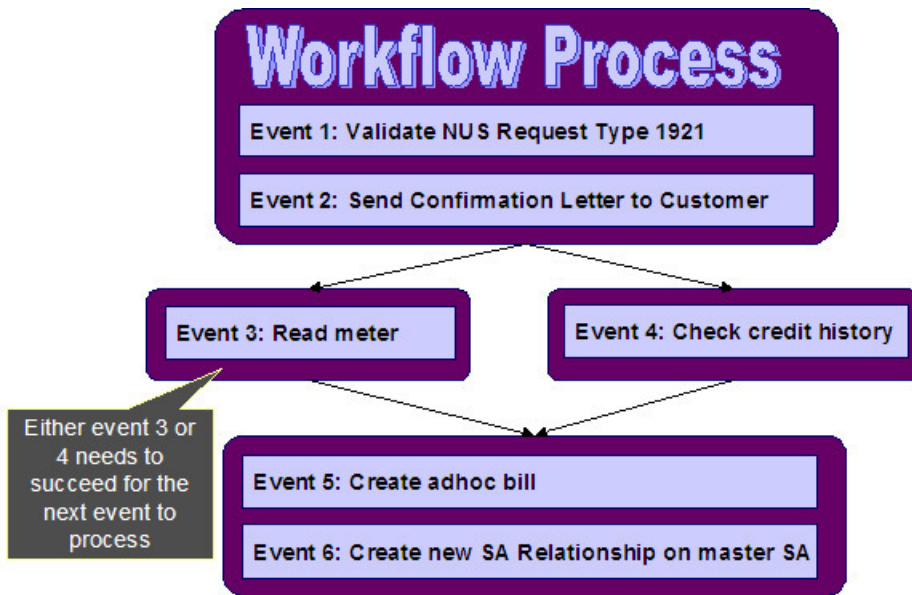 Workflow Process
Event 1: Validate NUS Request Type 1921
Event 2: Send Confirmation Letter to Customer
Event 3: Read meter
Event 4: Check credit history
Either event 3 or
4 needs to
succeed for the
next event to
process
Event 5: Create adhoc bill
Event 6: Create new SA Relationship on master SA